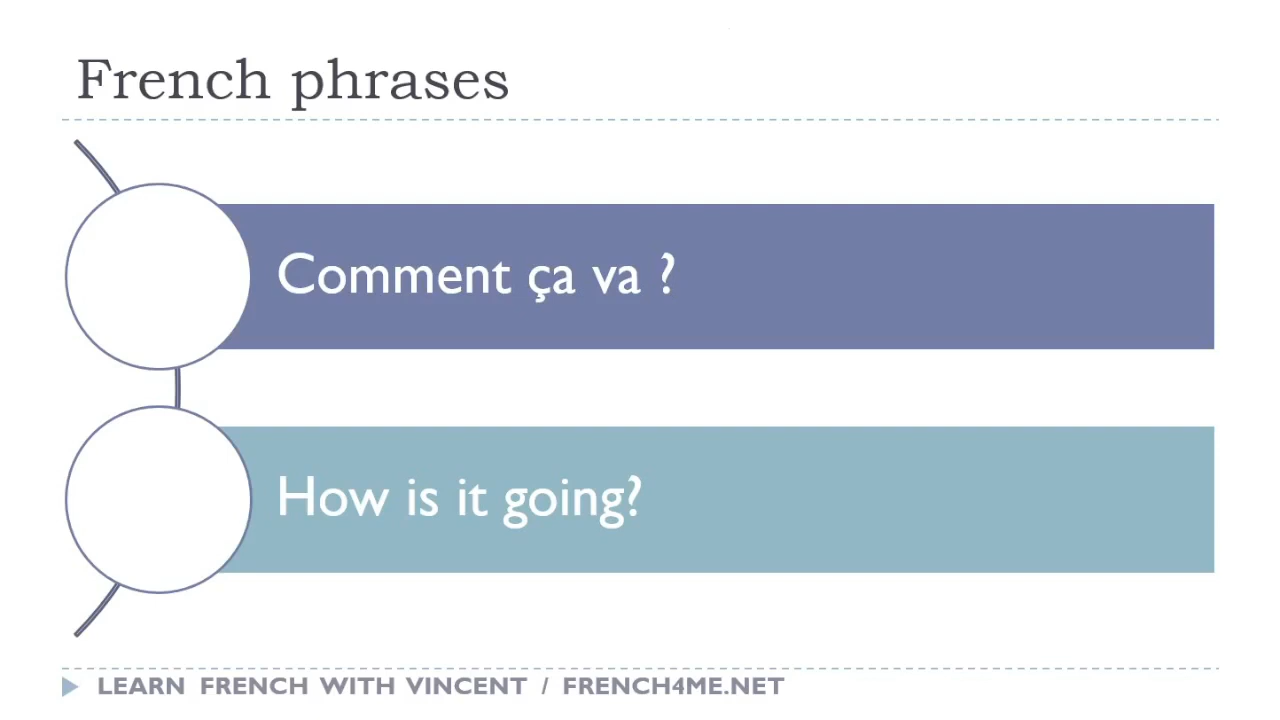 French phrases
Comment ça va ?
How is it going?
LEARN FRENCH WITH VINCENT / FRENCH4ME.NET